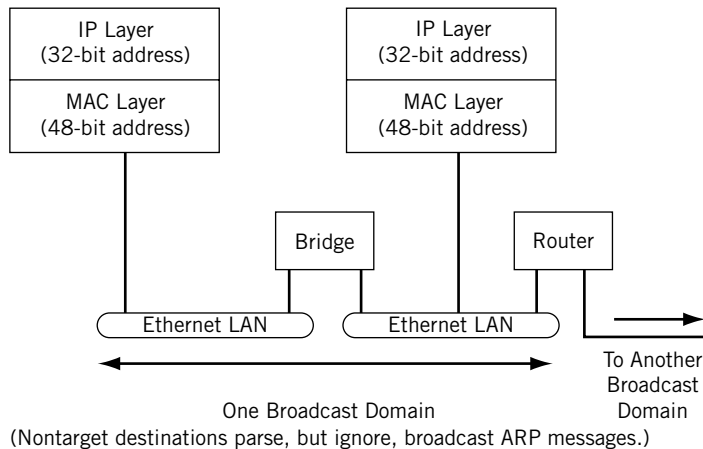 IP Layer
(32-bit address)
MAC Layer
(48-bit address)
IP Layer
(32-bit address)
MAC Layer
(48-bit address)
Bridge
Router
Ethernet LAN
Ethernet LAN
To Another
Broadcast
Domain
One Broadcast Domain
(Nontarget destinations parse, but ignore, broadcast ARP messages.)